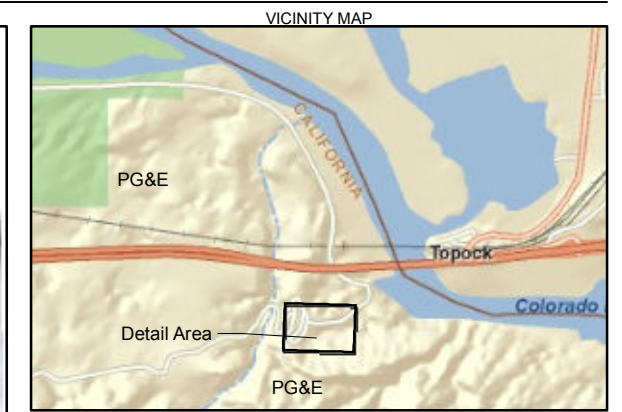 VICINITY MAP
CALIFORNIA
PG&E
Topock
Colorado
Detail Area
PG&E